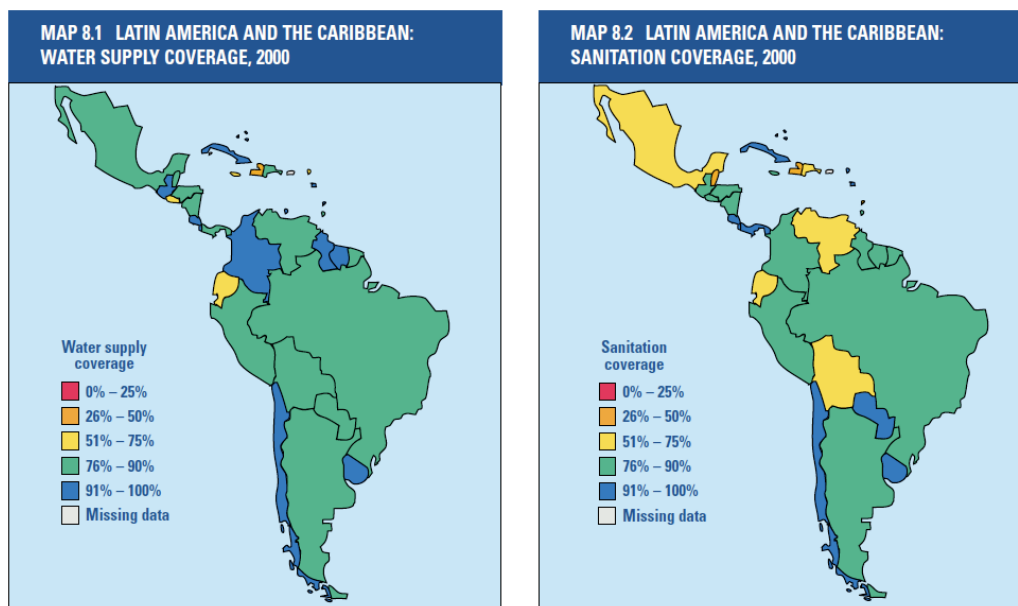 MAP 8.1 LATIN AMERICA AND THE CARIBBEAN:
WATER SUPPLY COVERAGE, 2000
Water supply
coverage
0% – 25%
26% – 50%
51% – 75%
76% – 90%
91% – 100%
Missing data
MAP 8.2 LATIN AMERICA AND THE CARIBBEAN:
SANITATION COVERAGE, 2000
Sanitation
coverage
0% – 25%
26% – 50%
51% – 75%
76% – 90%
91% – 100%
Missing data